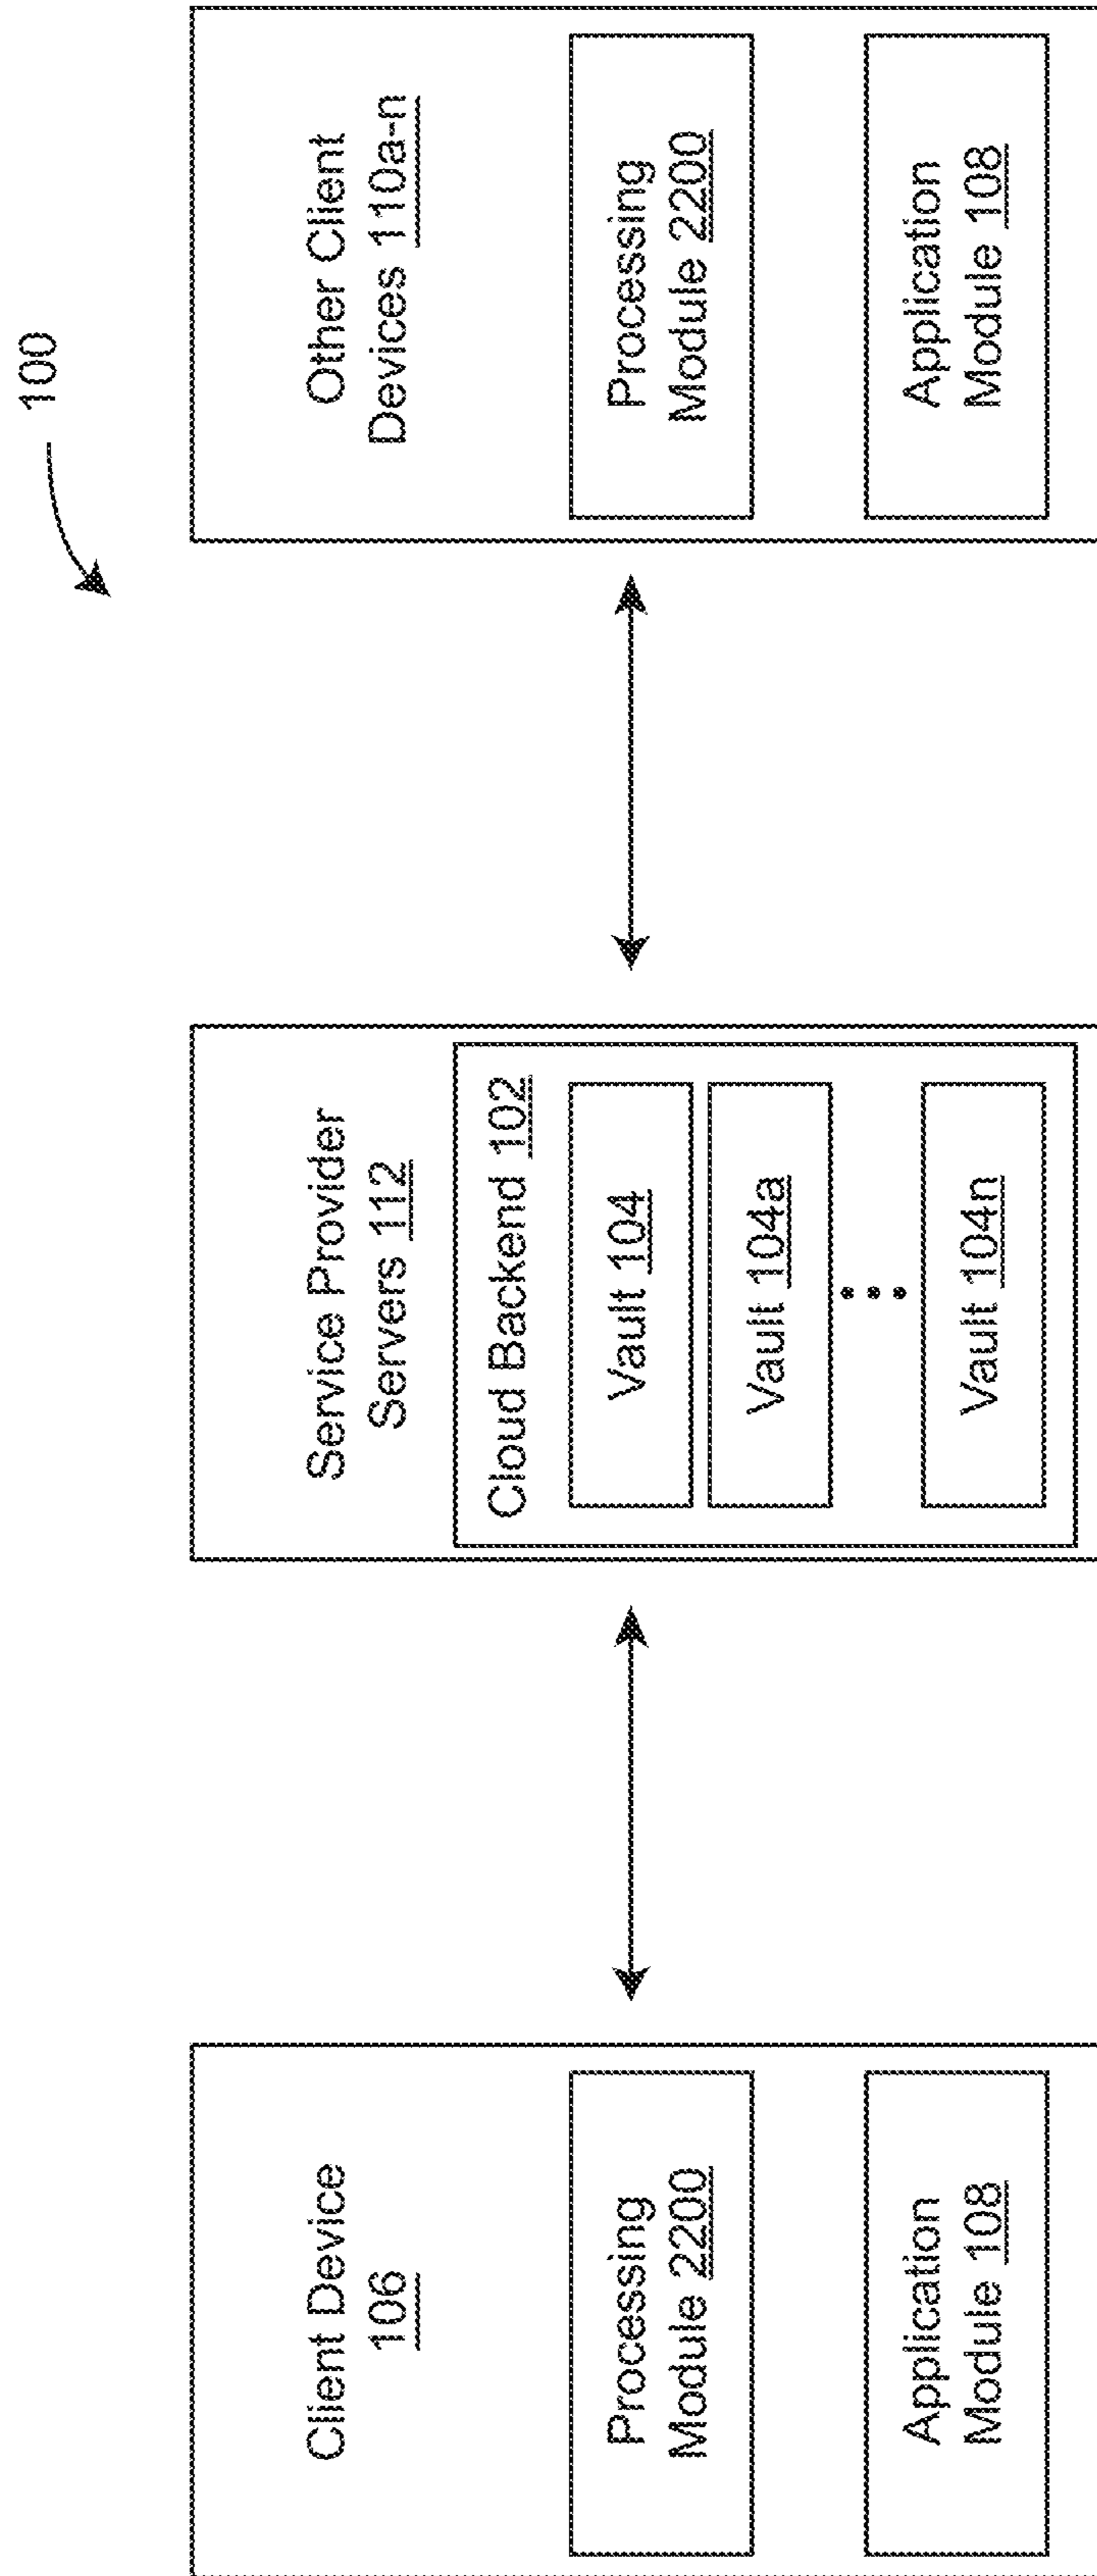 100
Client Device
106
Processing
Module 2200
Application
Module 108
Service Provider
Servers 112
Cloud Backend 102
Vault 104
Vault 104a
Vault 104n
Other Client
Devices 110a-n
Processing
Module 2200
Application
Module 108